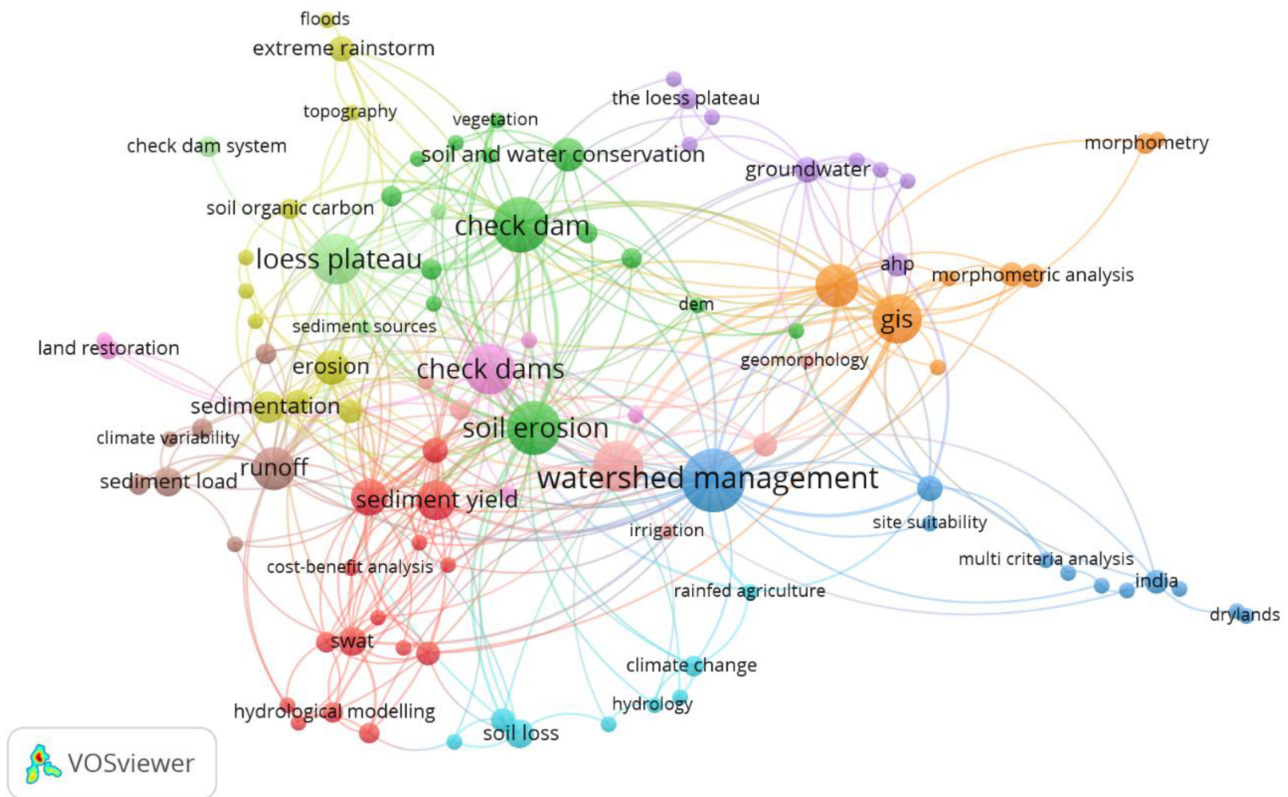 floods
extreme rainstorm
the loess plateau
topography
vegetation
check dam system
soil and water conservation
morphometry
groundwater
soil organic carbon
check dam
loess plateau
ahp
morphometric analysis
dem
gis
sediment sources
land restoration
geomorphology
erosion
check dams
sedimentation
climate variability
soil erosion
runoff
sediment load
watershed management
sediment yield
site suitability
irrigation
multi criteria analysis
cost-benefit analysis
india
rainfed agriculture
drylands
swat
climate change
hydrology
hydrological modelling
soil loss
VOSviewer